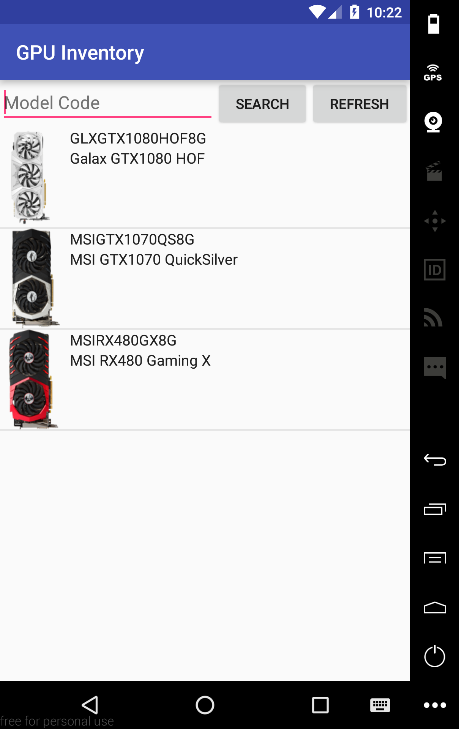 10:22
GPU Inventory
GPS
Model Code
SEARCH
REFRESH
GLXGTX1080HOF8G
Galax GTX1080 HOF
MSIGTX1070QS8G
MSI GTX1070 QuickSilver
MSIRX480GX8G
MSI RX480 Gaming X
ID
free for personal use